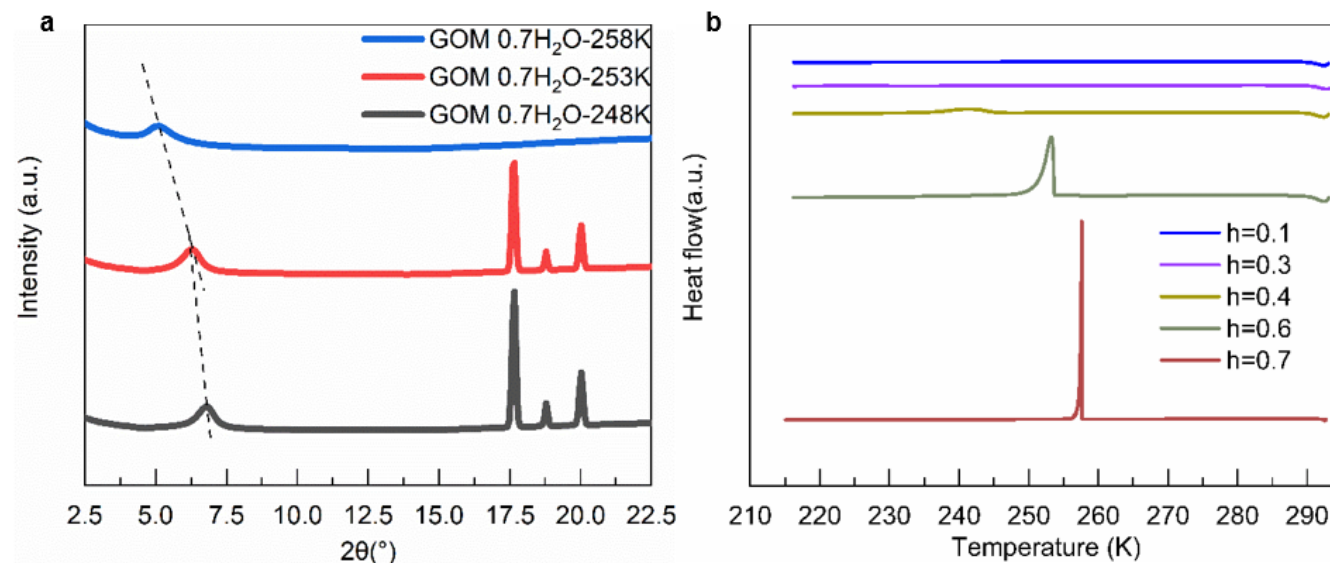 a
GOM 0.7H₂O-258K
GOM 0.7H₂O-253K
GOM 0.7H₂O-248K
Intensity (a.u.)
2.5 5.0 7.5 10.0 12.5 15.0 17.5 20.0 22.5
2θ(°)
b
Heat flow(a.u.)
h=0.1
h=0.3
h=0.4
h=0.6
h=0.7
210 220 230 240 250 260 270 280 290
Temperature (K)